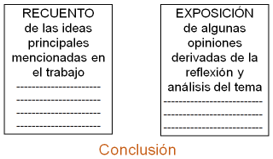 RECUENTO
de las ideas
principales
mencionadas en
el trabajo
EXPOSICIÓN
de algunas
opiniones
derivadas de la
reflexión y
análisis del tema
Conclusión